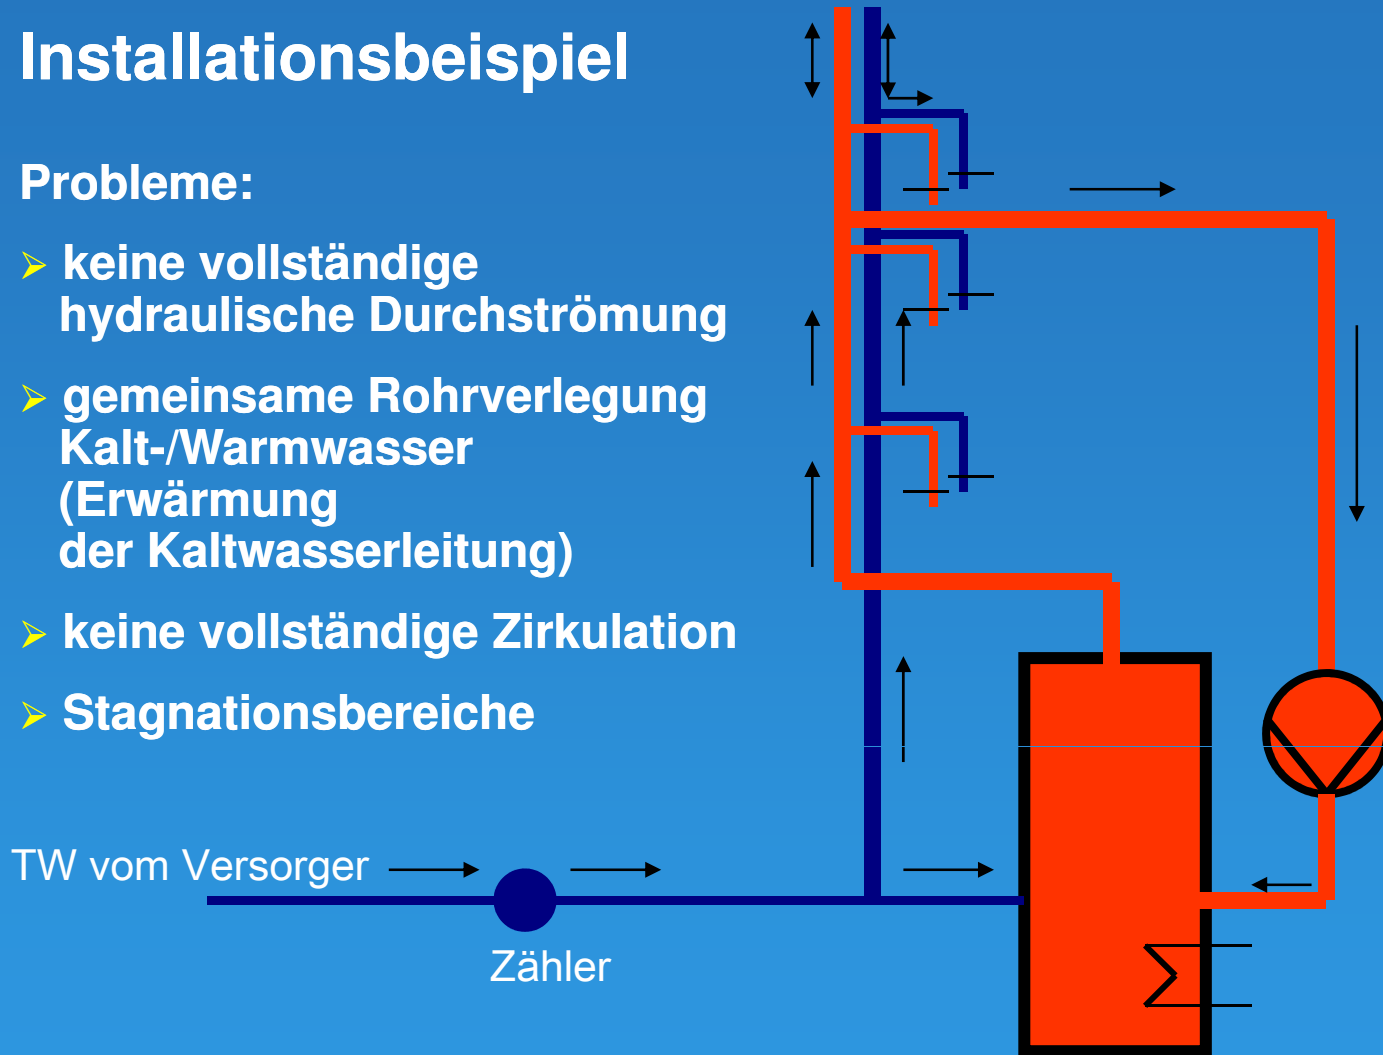 Installationsbeispiel
Probleme:
➢ keine vollständige
hydraulische Durchströmung
➢ gemeinsame Rohrverlegung
Kalt-/Warmwasser
(Erwärmung
der Kaltwasserleitung)
➢ keine vollständige Zirkulation
➢ Stagnationsbereiche
TW vom Versorger
Zähler